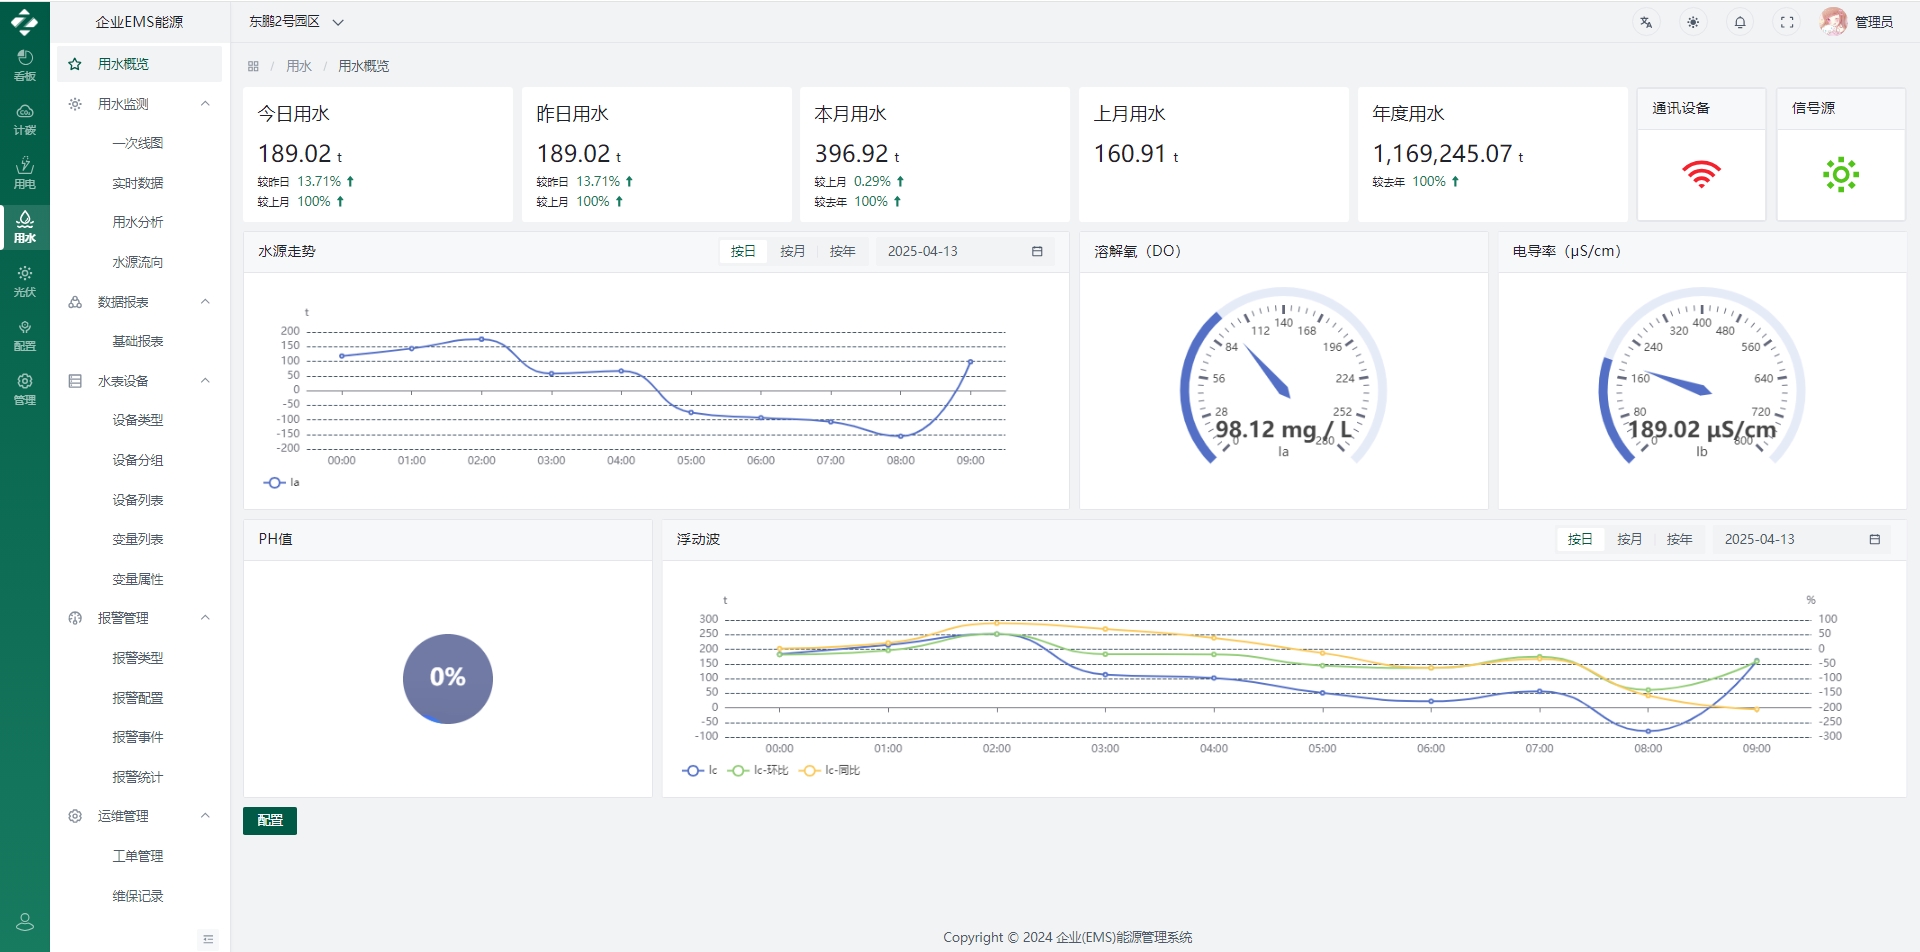 企业EMS能源
东鹏2号园区
管理员
看板
计碳
用电
用水
光伏
配置
管理
用水概览
用水监测
一次线图
实时数据
用水分析
水源流向
数据报表
基础报表
水表设备
设备类型
设备分组
设备列表
变量列表
变量属性
报警管理
报警类型
报警配置
报警事件
报警统计
运维管理
工单管理
维保记录
用水 / 用水概览
今日用水
189.02 t
较昨日 13.71%
较上月 100%
昨日用水
189.02 t
较昨日 13.71%
较上月 100%
本月用水
396.92 t
较上月 0.29%
较去年 100%
上月用水
160.91 t
年度用水
1,169,245.07 t
较去年 100%
通讯设备
信号源
水源走势
按日 按月 按年 2025-04-13
t
200
150
100
50
0
-50
-100
-150
-200
00:00 01:00 02:00 03:00 04:00 05:00 06:00 07:00 08:00 09:00
Ia
溶解氧（DO）
0 28 56 84 112 140 168 196 224 252 280
98.12 mg / L
Ia
电导率（μS/cm）
0 80 160 240 320 400 480 560 640 720 800
189.02 μS/cm
Ib
PH值
0%
浮动波
按日 按月 按年 2025-04-13
t
300
250
200
150
100
50
0
-50
-100
%
100
50
0
-50
-100
-150
-200
-250
-300
00:00 01:00 02:00 03:00 04:00 05:00 06:00 07:00 08:00 09:00
Ic Ic-环比 Ic-同比
配置
Copyright © 2024 企业(EMS)能源管理系统